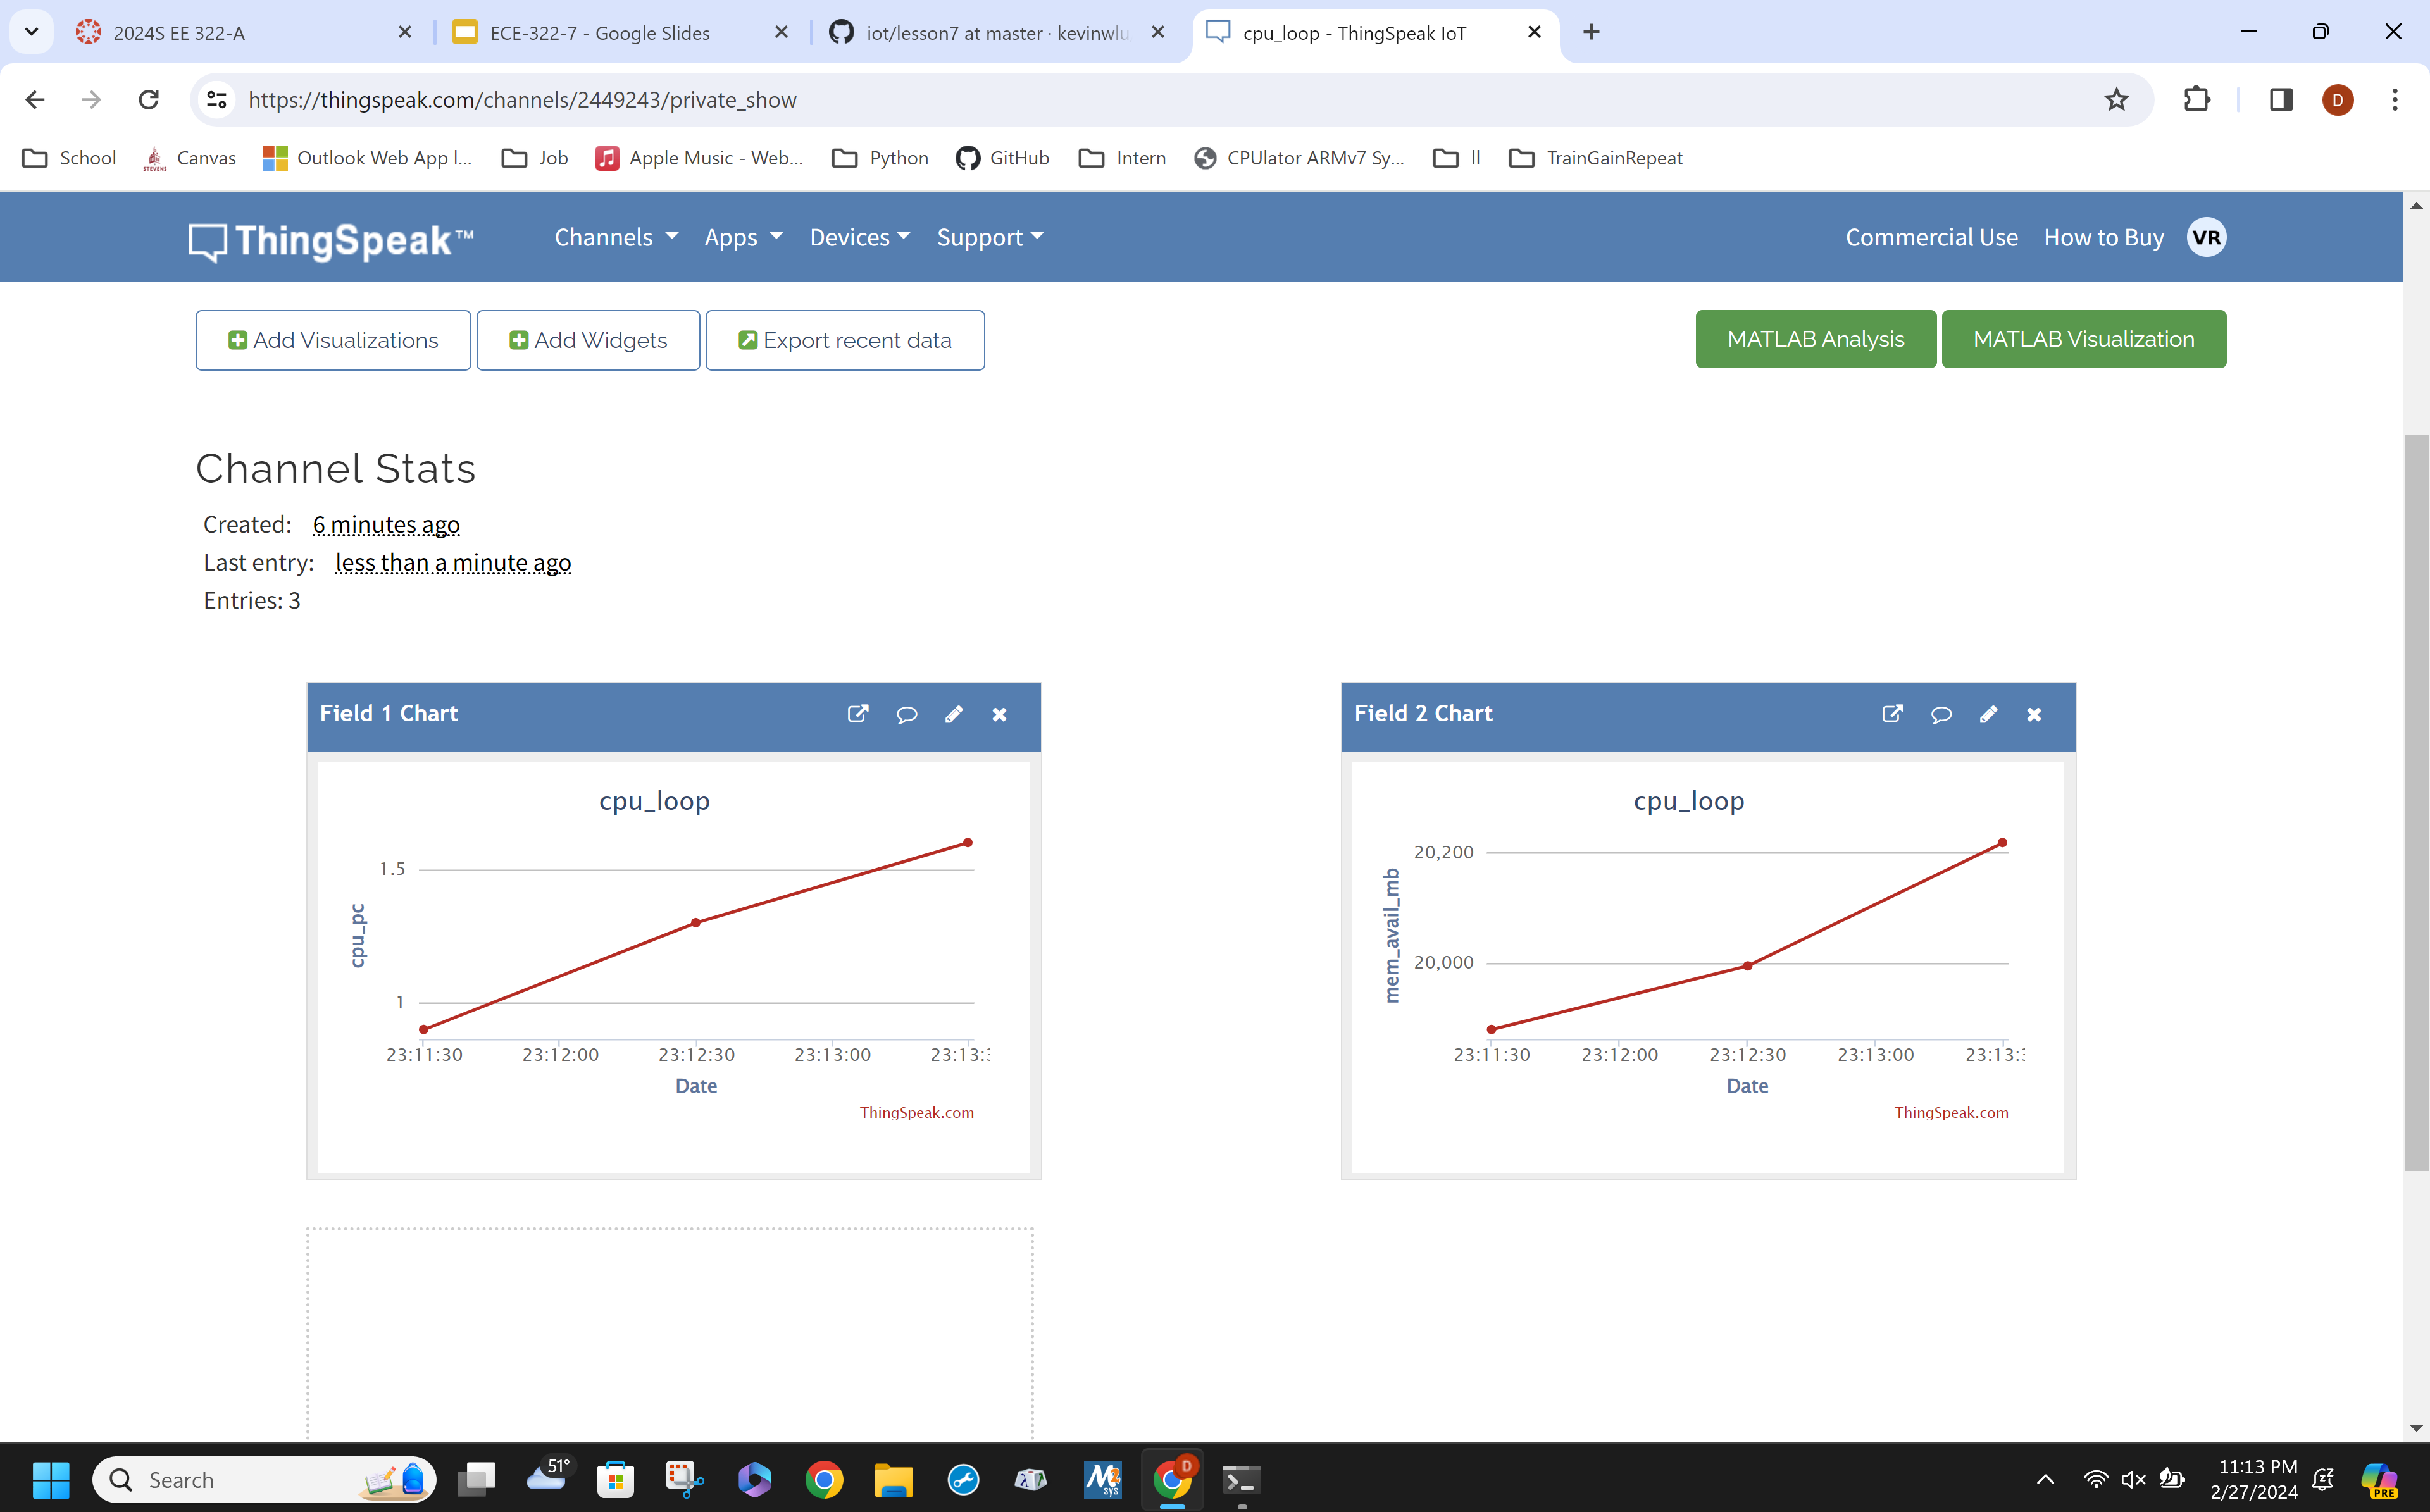 2024S EE 322-A
ECE-322-7 - Google Slides
iot/lesson7 at master · kevinwlu
cpu_loop - ThingSpeak IoT
https://thingspeak.com/channels/2449243/private_show
D
School
STEVENS
Canvas
Outlook Web App l...
Job
Apple Music - Web...
Python
GitHub
Intern
CPUlator ARMv7 Sy...
ll
TrainGainRepeat
ThingSpeak™
Channels
Apps
Devices
Support
Commercial Use
How to Buy
VR
Add Visualizations
Add Widgets
Export recent data
MATLAB Analysis
MATLAB Visualization
Channel Stats
Created: 6 minutes ago
Last entry: less than a minute ago
Entries: 3
Field 1 Chart
cpu_loop
1.5
1
cpu_pc
23:11:30
23:12:00
23:12:30
23:13:00
23:13:3
Date
ThingSpeak.com
Field 2 Chart
cpu_loop
20,200
20,000
mem_avail_mb
23:11:30
23:12:00
23:12:30
23:13:00
23:13:3
Date
ThingSpeak.com
Search
51°
M2
sys
D
11:13 PM
2/27/2024
PRE